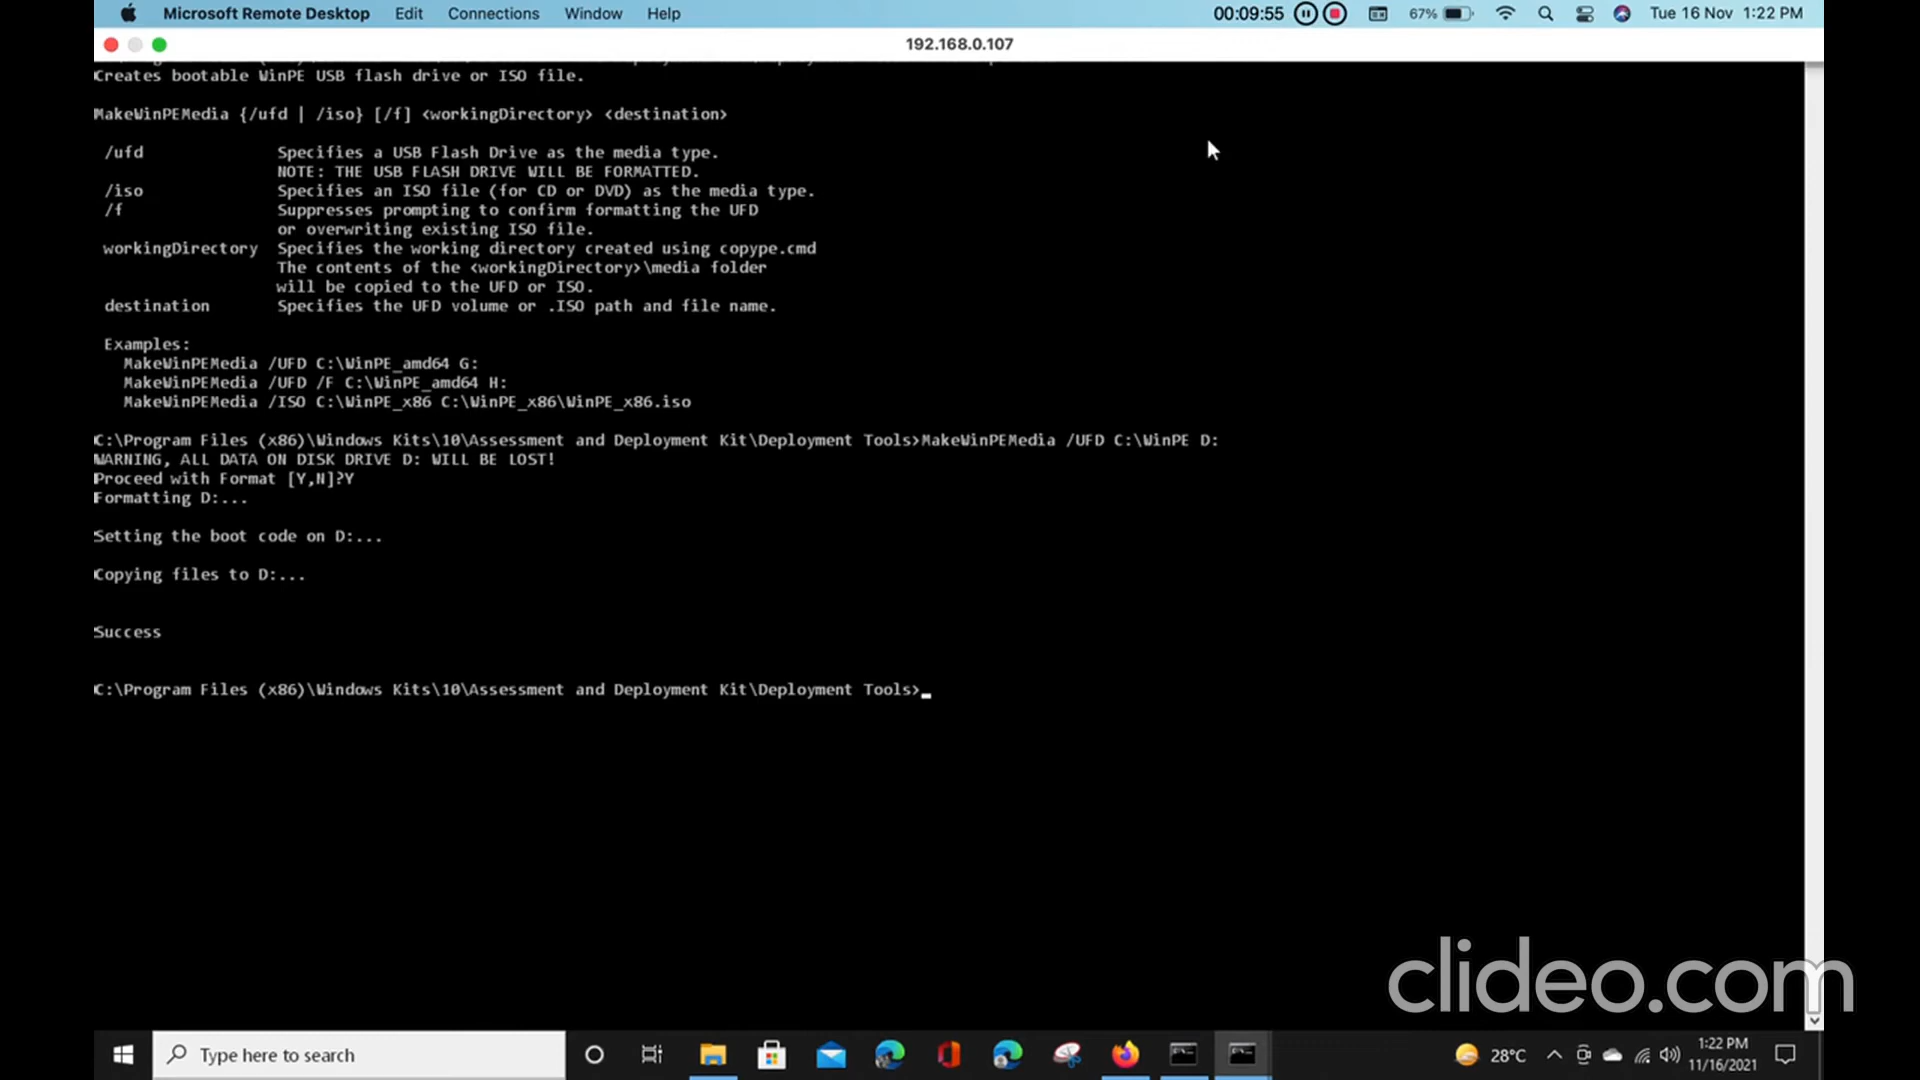 Microsoft Remote Desktop Edit Connections Window Help 00:09:55 67% Tue 16 Nov 1:22 PM
192.168.0.107
Creates bootable WinPE USB flash drive or ISO file.
MakeWinPEMedia {/ufd | /iso} [/f] <workingDirectory> <destination>
/ufd Specifies a USB Flash Drive as the media type.
NOTE: THE USB FLASH DRIVE WILL BE FORMATTED.
/iso Specifies an ISO file (for CD or DVD) as the media type.
/f Suppresses prompting to confirm formatting the UFD
or overwriting existing ISO file.
workingDirectory Specifies the working directory created using copype.cmd
The contents of the <workingDirectory>\media folder
will be copied to the UFD or ISO.
destination Specifies the UFD volume or .ISO path and file name.
Examples:
MakeWinPEMedia /UFD C:\WinPE_amd64 G:
MakeWinPEMedia /UFD /F C:\WinPE_amd64 H:
MakeWinPEMedia /ISO C:\WinPE_x86 C:\WinPE_x86\WinPE_x86.iso
C:\Program Files (x86)\Windows Kits\10\Assessment and Deployment Kit\Deployment Tools>MakeWinPEMedia /UFD C:\WinPE D:
WARNING, ALL DATA ON DISK DRIVE D: WILL BE LOST!
Proceed with Format [Y,N]?Y
Formatting D:...
Setting the boot code on D:...
Copying files to D:...
Success
C:\Program Files (x86)\Windows Kits\10\Assessment and Deployment Kit\Deployment Tools>_
clideo.com
Type here to search 28°C 1:22 PM
11/16/2021